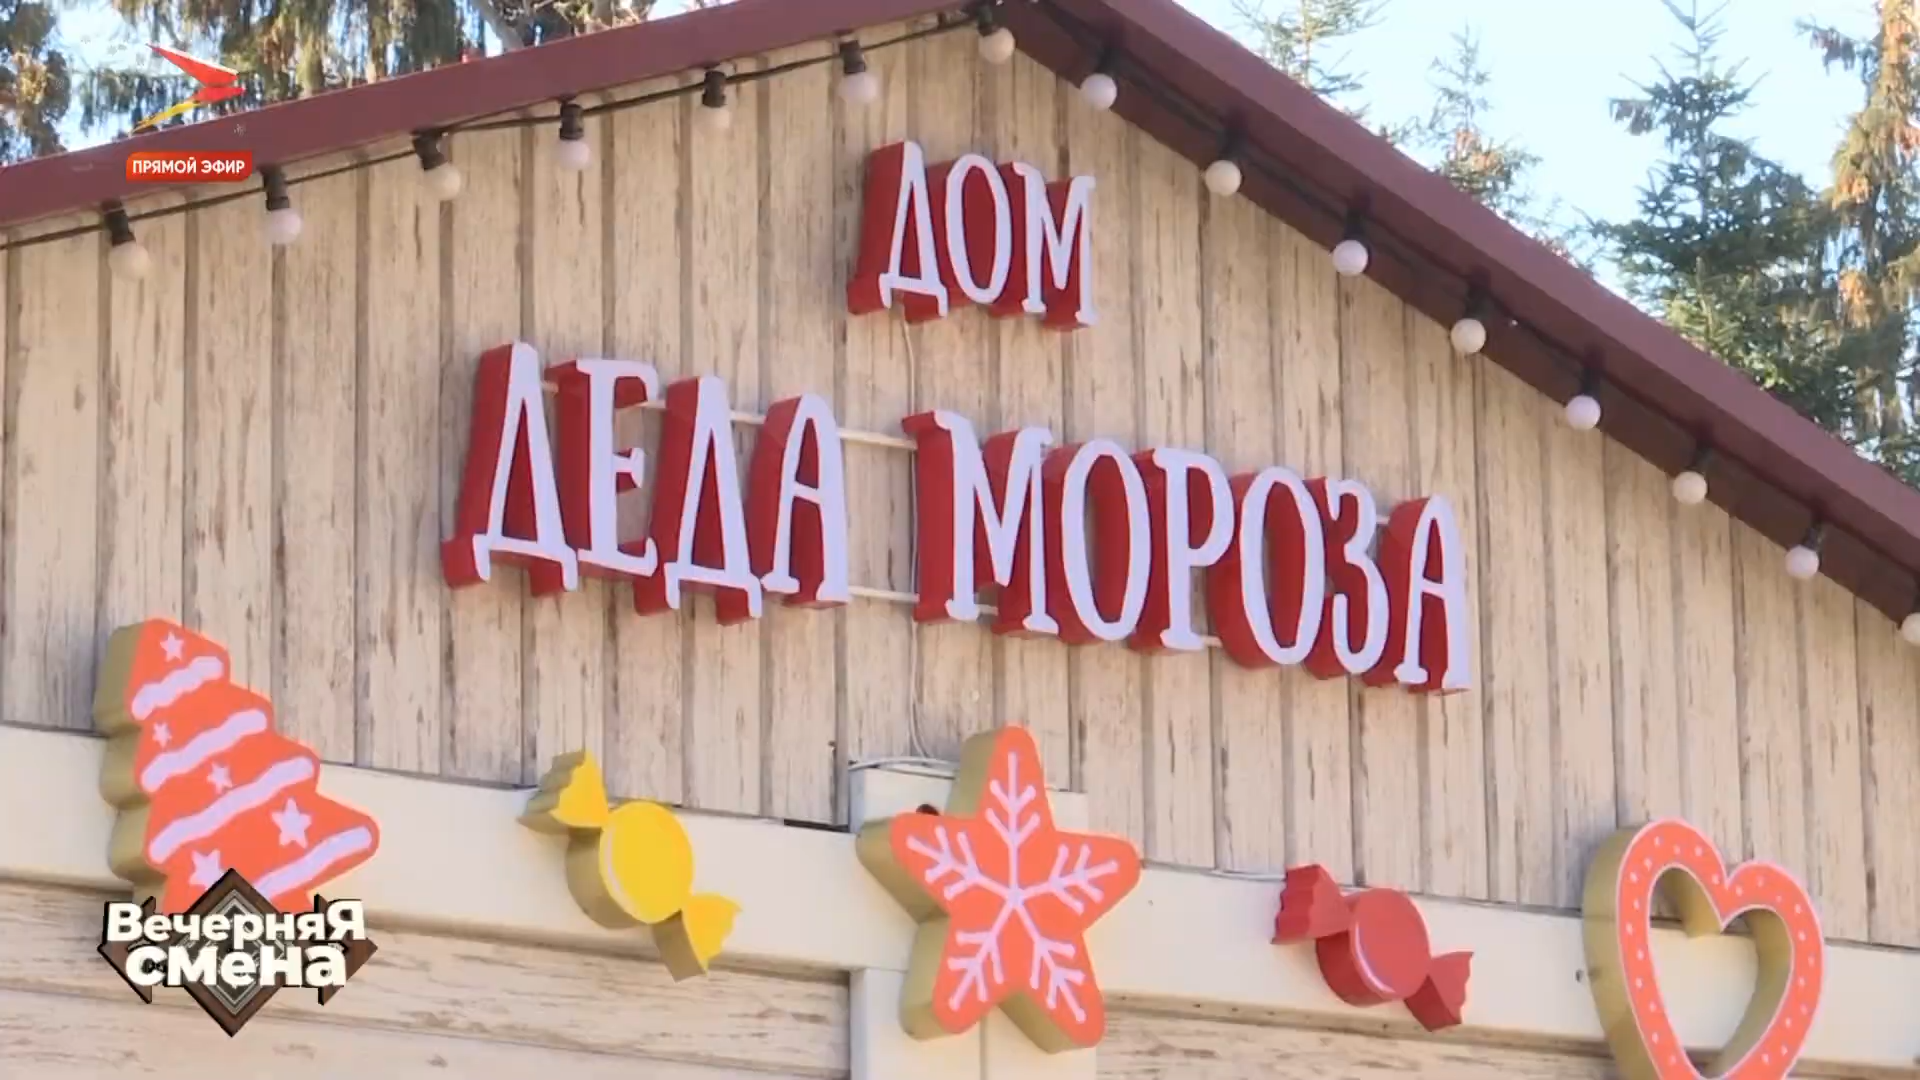 ПРЯМОЙ ЭФИР
ДОМ
ДЕДА МОРОЗА
Вечерняя
смена